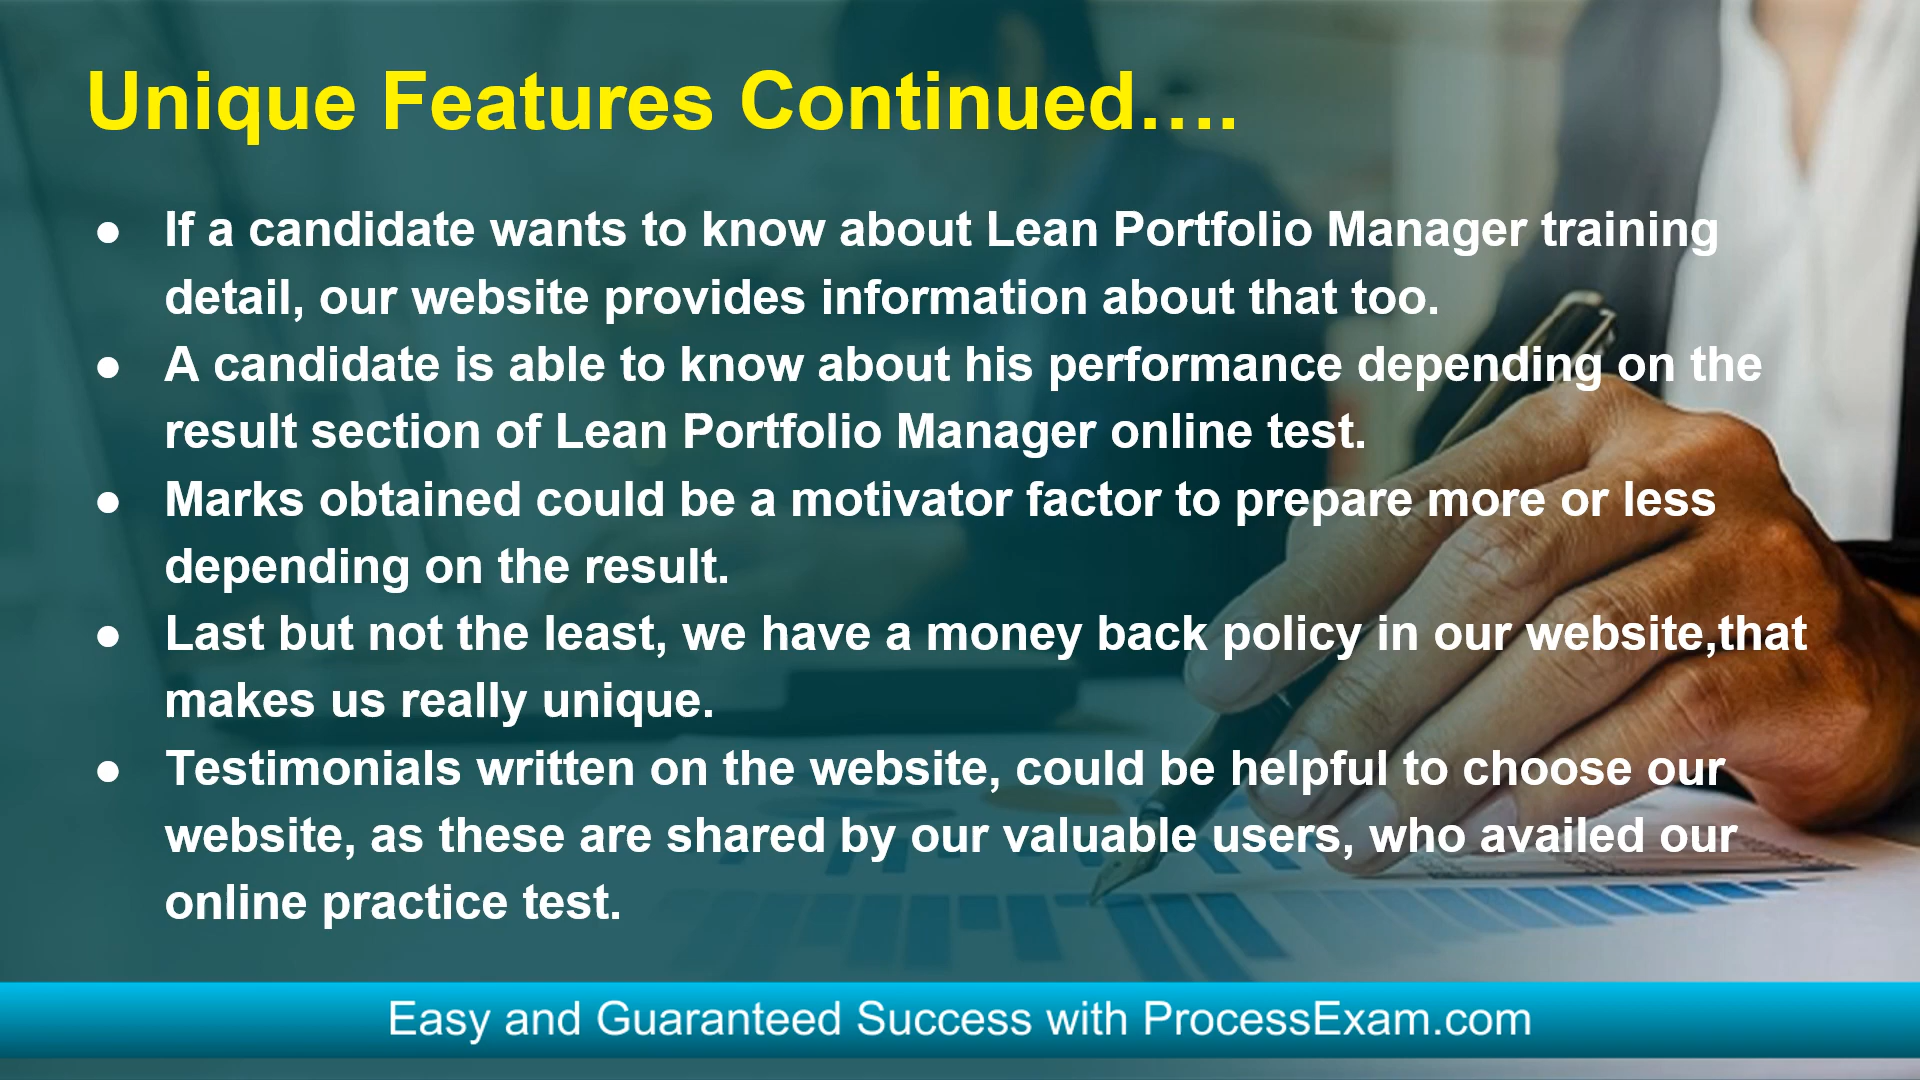 Unique Features Continued….
● If a candidate wants to know about Lean Portfolio Manager training
detail, our website provides information about that too.
● A candidate is able to know about his performance depending on the
result section of Lean Portfolio Manager online test.
● Marks obtained could be a motivator factor to prepare more or less
depending on the result.
● Last but not the least, we have a money back policy in our website,that
makes us really unique.
● Testimonials written on the website, could be helpful to choose our
website, as these are shared by our valuable users, who availed our
online practice test.
Easy and Guaranteed Success with ProcessExam.com